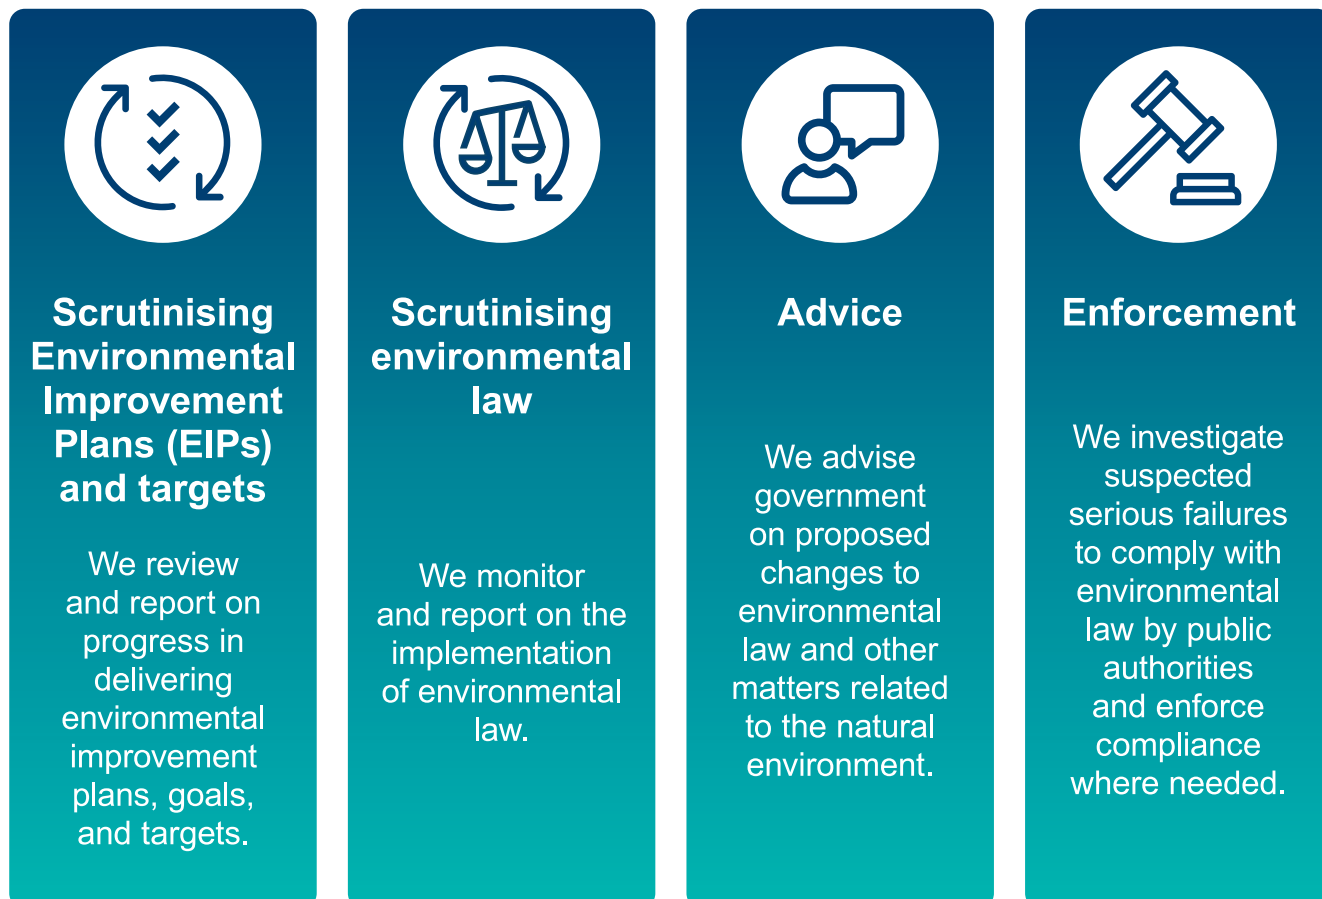 Scrutinising
Environmental
Improvement
Plans (EIPs)
and targets
We review
and report on
progress in
delivering
environmental
improvement
plans, goals,
and targets.
Scrutinising
environmental
law
We monitor
and report on the
implementation
of environmental
law.
Advice
We advise
government
on proposed
changes to
environmental
law and other
matters related
to the natural
environment.
Enforcement
We investigate
suspected
serious failures
to comply with
environmental
law by public
authorities
and enforce
compliance
where needed.